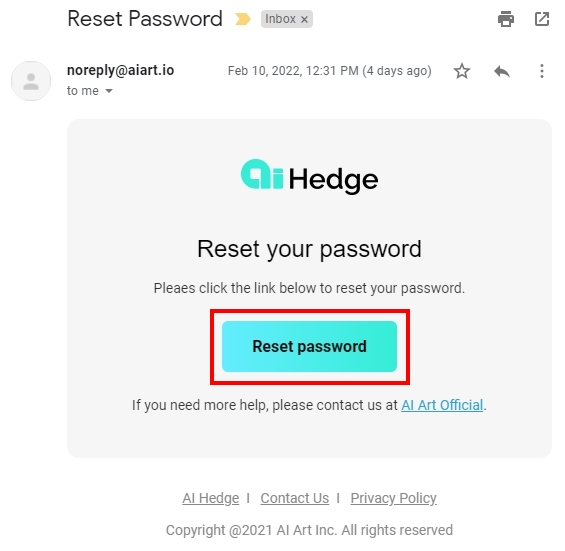 Reset Password Inbox ×
noreply@aiart.io Feb 10, 2022, 12:31 PM (4 days ago)
to me
ai Hedge
Reset your password
Pleaes click the link below to reset your password.
Reset password
If you need more help, please contact us at AI Art Official.
AI Hedge | Contact Us | Privacy Policy
Copyright @2021 AI Art Inc. All rights reserved